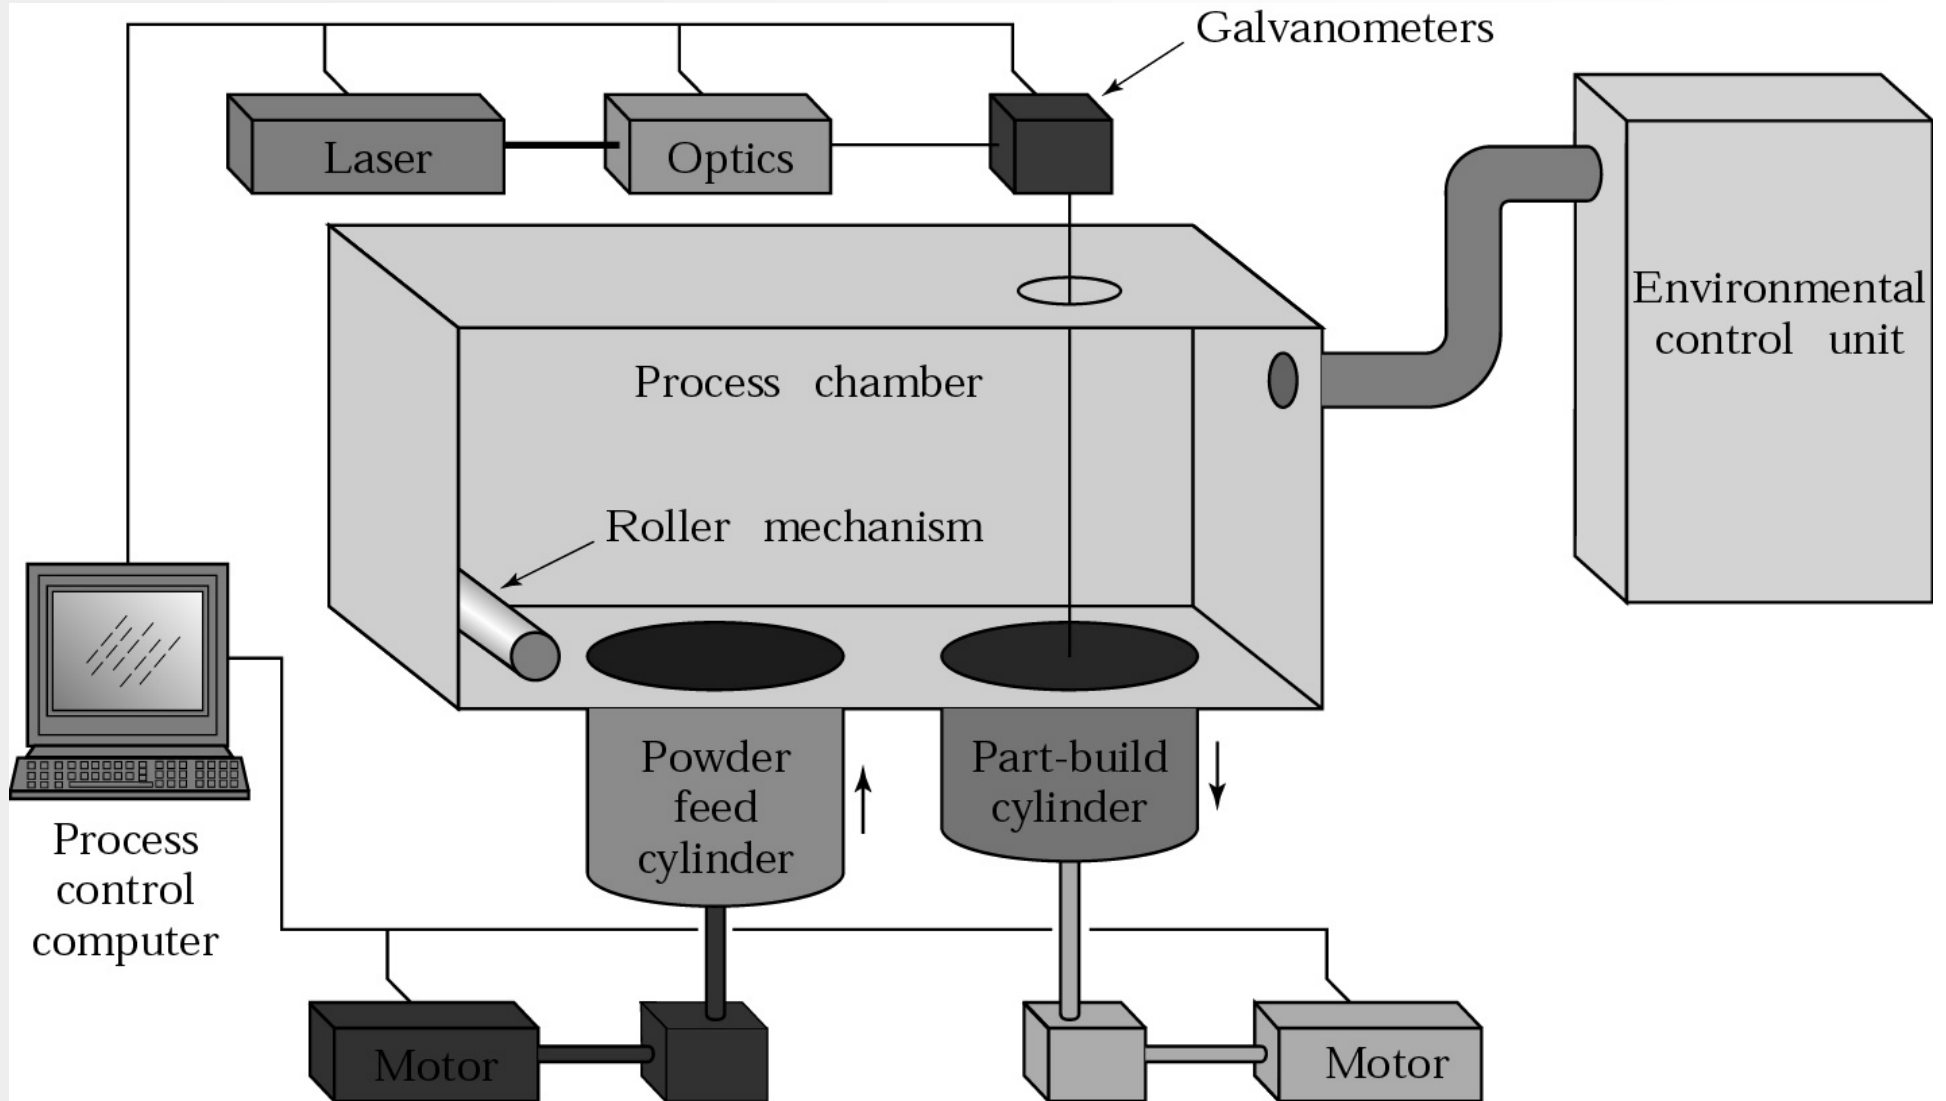 Galvanometers
Laser
Optics
Environmental
control unit
Process chamber
Roller mechanism
Powder
feed
cylinder
Part-build
cylinder
Process
control
computer
Motor
Motor